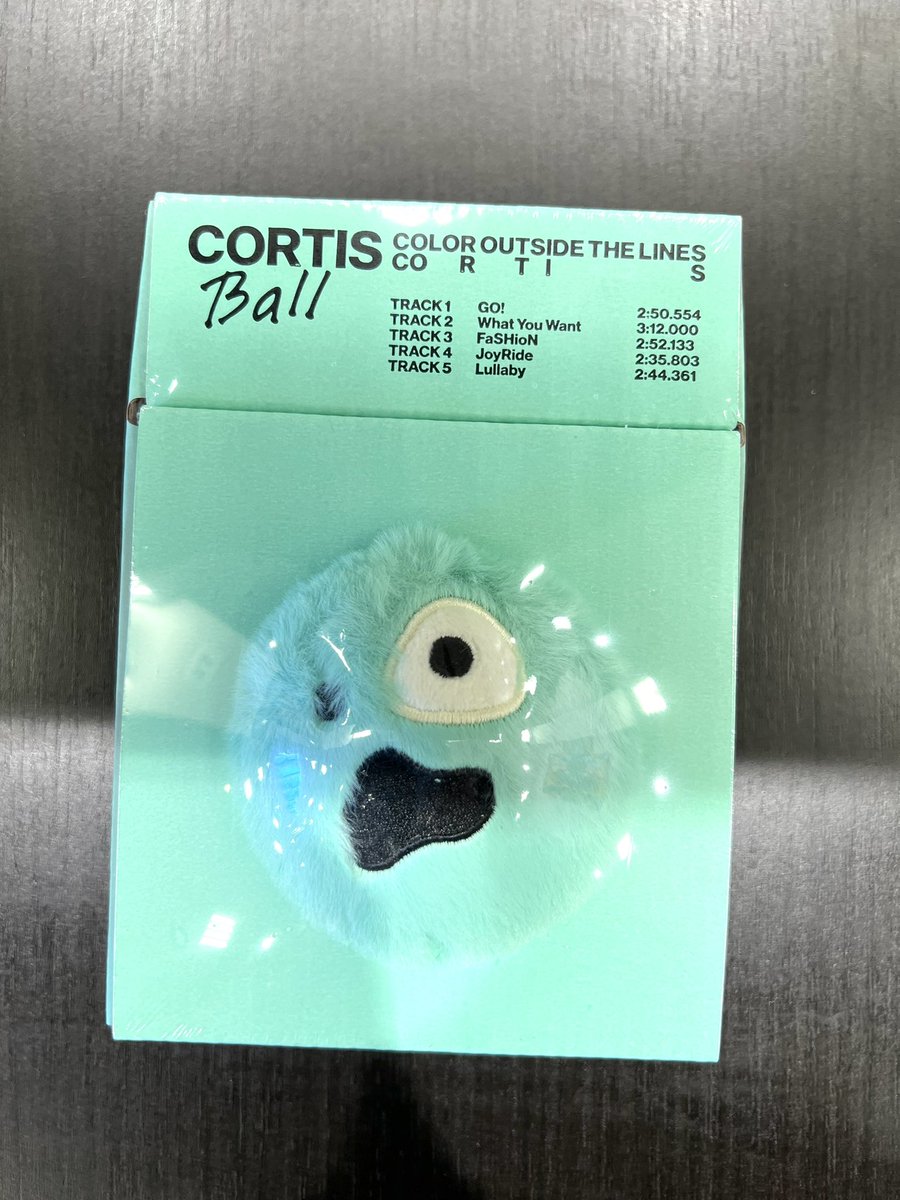 CORTIS
Ball
COLOR OUTSIDE THE LINES
CO R T I S
TRACK 1 GO! 2:50.554
TRACK 2 What You Want 3:12.000
TRACK 3 FaSHioN 2:52.133
TRACK 4 JoyRide 2:35.803
TRACK 5 Lullaby 2:44.361